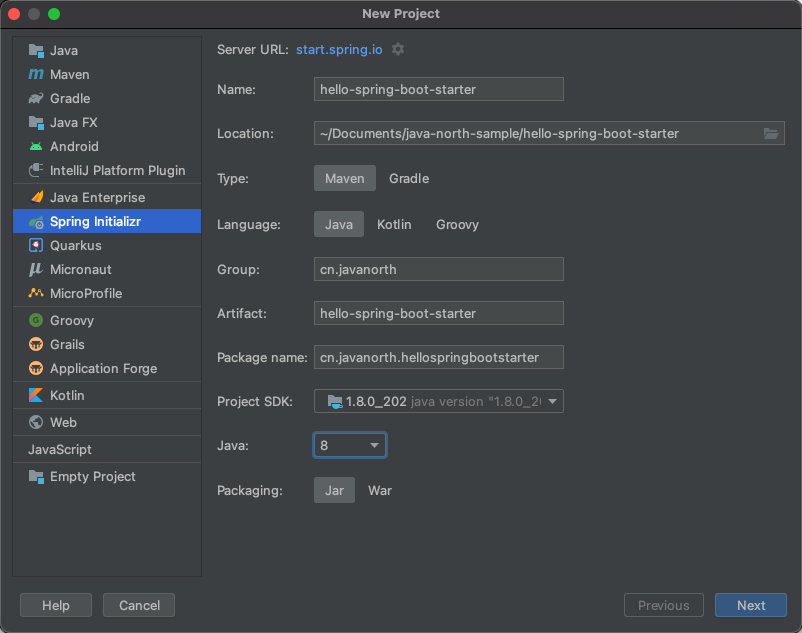 New Project
Java
Maven
Gradle
Java FX
Android
IntelliJ Platform Plugin
Java Enterprise
Spring Initializr
Quarkus
Micronaut
MicroProfile
Groovy
Grails
Application Forge
Kotlin
Web
JavaScript
Empty Project
Server URL: start.spring.io
Name: hello-spring-boot-starter
Location: ~/Documents/java-north-sample/hello-spring-boot-starter
Type: Maven Gradle
Language: Java Kotlin Groovy
Group: cn.javanorth
Artifact: hello-spring-boot-starter
Package name: cn.javanorth.hellospringbootstarter
Project SDK: 1.8.0_202 java version "1.8.0_20
Java: 8
Packaging: Jar War
Help Cancel Previous Next